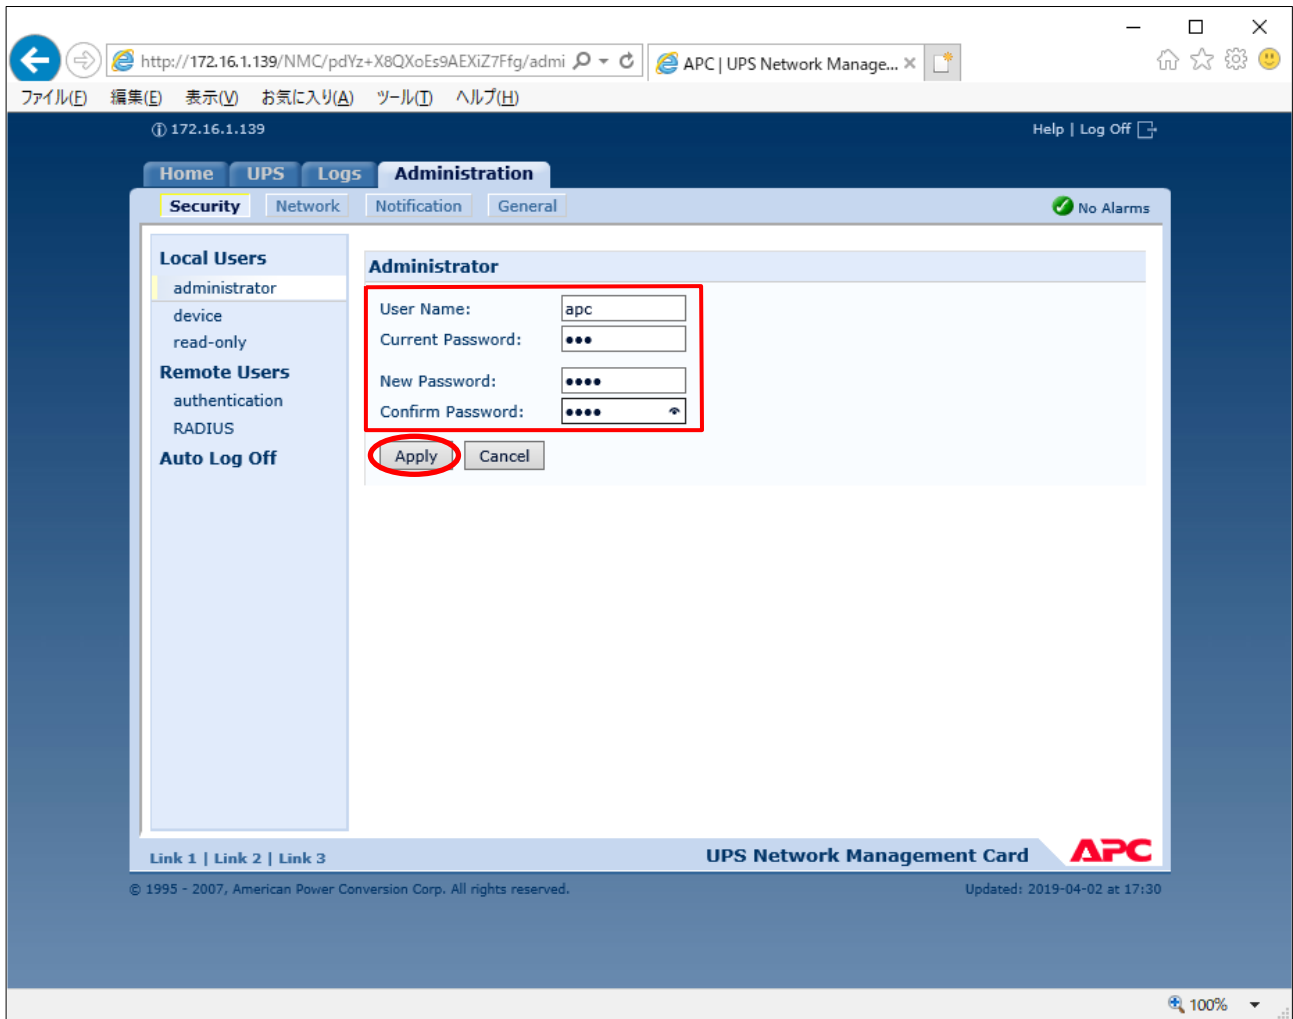 http://172.16.1.139/NMC/pdYz+X8QXoEs9AEXiZ7Ffg/admi
APC | UPS Network Manage...
ファイル(F) 編集(E) 表示(V) お気に入り(A) ツール(T) ヘルプ(H)
172.16.1.139
Help | Log Off
Home UPS Logs Administration
Security Network Notification General
No Alarms
Local Users
administrator
device
read-only
Remote Users
authentication
RADIUS
Auto Log Off
Administrator
User Name: apc
Current Password: •••
New Password: ••••
Confirm Password: ••••
Apply Cancel
Link 1 | Link 2 | Link 3
UPS Network Management Card APC
© 1995 - 2007, American Power Conversion Corp. All rights reserved.
Updated: 2019-04-02 at 17:30
100%